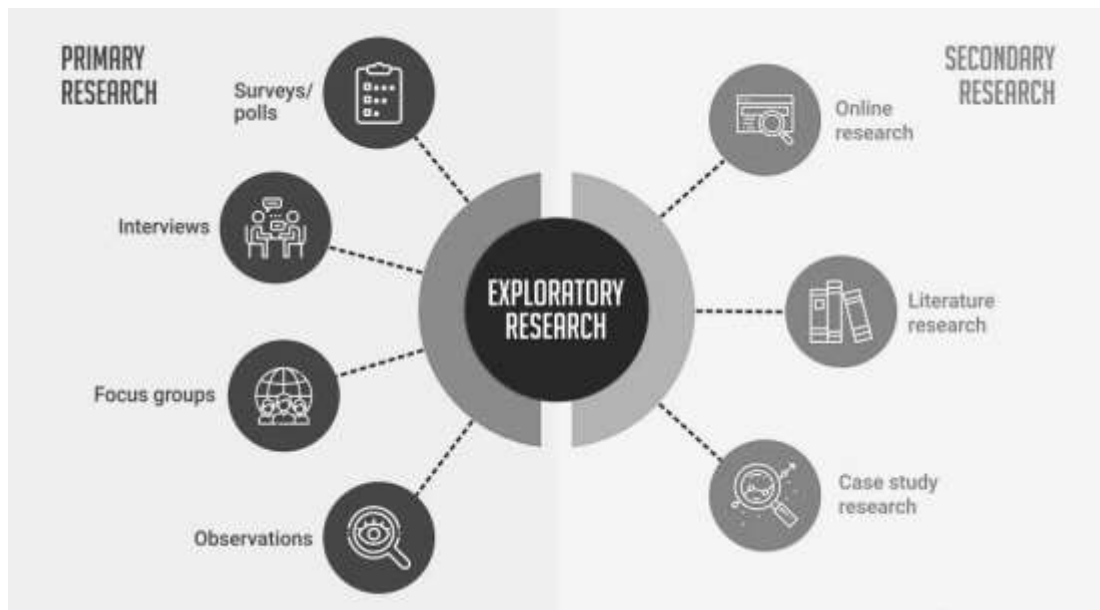 PRIMARY
RESEARCH
Surveys/
polls
Interviews
Focus groups
Observations
EXPLORATORY
RESEARCH
SECONDARY
RESEARCH
Online
research
Literature
research
Case study
research